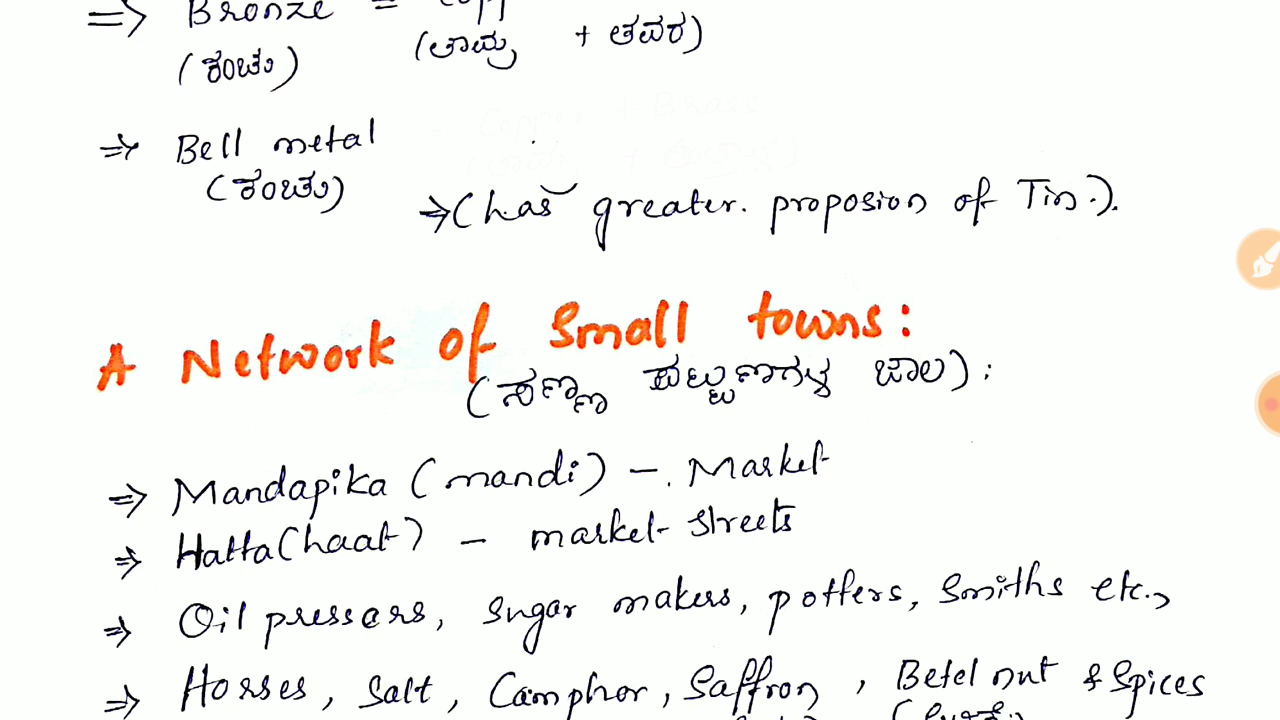 ⇒ Bronze = Copp
(ಕಂಚು) (ತಾಮ್ರ + ತವರ)
⇒ Bell metal
(ಕಂಚು)
⇒ (has greater. proposion of Tin.).
A Network of Small towns:
(ಸಣ್ಣ ಪಟ್ಟಣಗಳ ಜಾಲ):
⇒ Mandapika (mandi) – . Market
⇒ Hatta (haat) – market streets
⇒ Oil pressers, sugar makers, potters, smiths etc.,
⇒ Horses, Salt, Camphor, Saffron, Betel nut & Spices